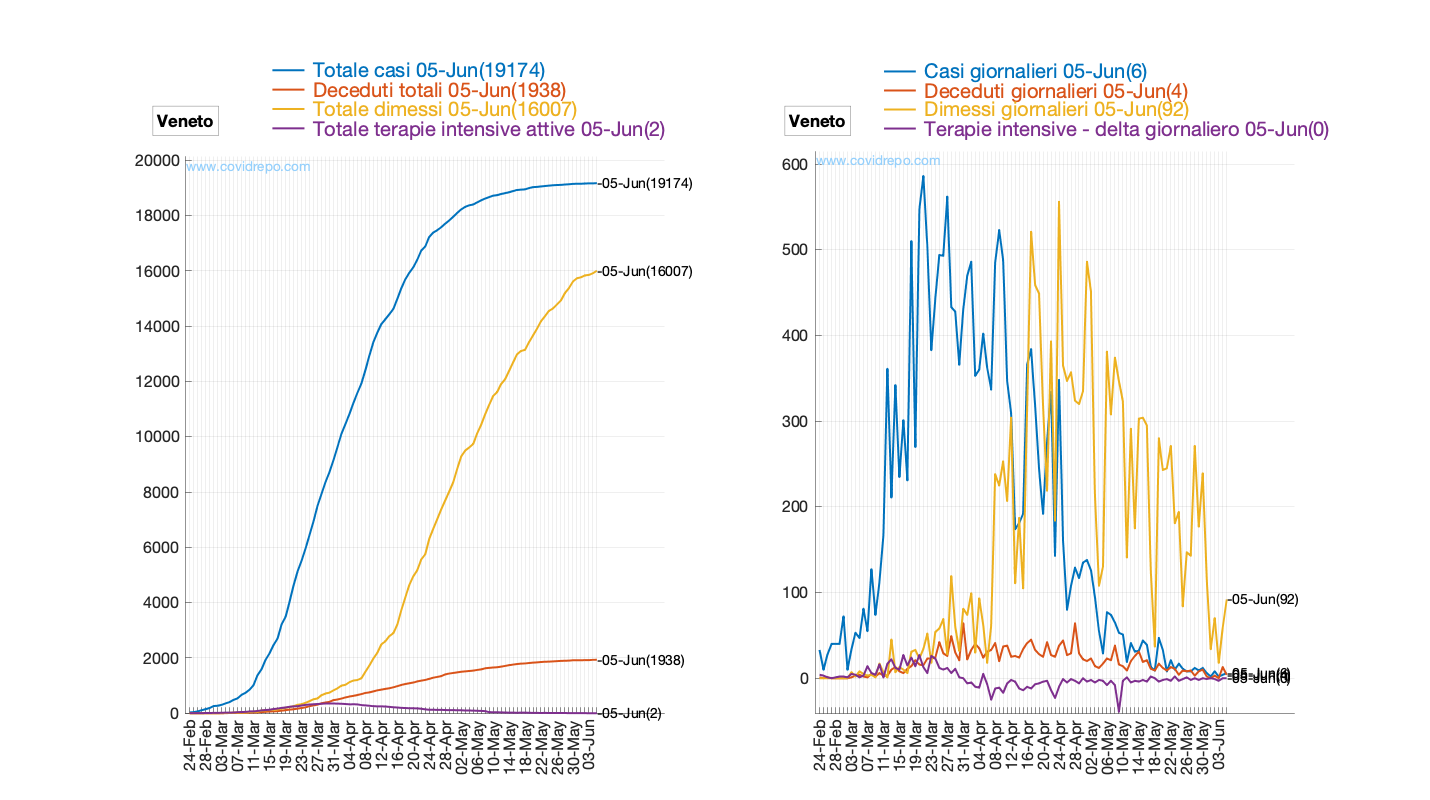 Totale casi 05-Jun(19174)
Deceduti totali 05-Jun(1938)
Totale dimessi 05-Jun(16007)
Totale terapie intensive attive 05-Jun(2)
Veneto
www.covidrepo.com
20000
18000
16000
14000
12000
10000
8000
6000
4000
2000
0
-05-Jun(19174)
-05-Jun(16007)
-05-Jun(1938)
-05-Jun(2)
24-Feb
28-Feb
03-Mar
07-Mar
11-Mar
15-Mar
19-Mar
23-Mar
27-Mar
31-Mar
04-Apr
08-Apr
12-Apr
16-Apr
20-Apr
24-Apr
28-Apr
02-May
06-May
10-May
14-May
18-May
22-May
26-May
30-May
03-Jun
Casi giornalieri 05-Jun(6)
Deceduti giornalieri 05-Jun(4)
Dimessi giornalieri 05-Jun(92)
Terapie intensive - delta giornaliero 05-Jun(0)
Veneto
www.covidrepo.com
600
500
400
300
200
100
0
-05-Jun(92)
24-Feb
28-Feb
03-Mar
07-Mar
11-Mar
15-Mar
19-Mar
23-Mar
27-Mar
31-Mar
04-Apr
08-Apr
12-Apr
16-Apr
20-Apr
24-Apr
28-Apr
02-May
06-May
10-May
14-May
18-May
22-May
26-May
30-May
03-Jun